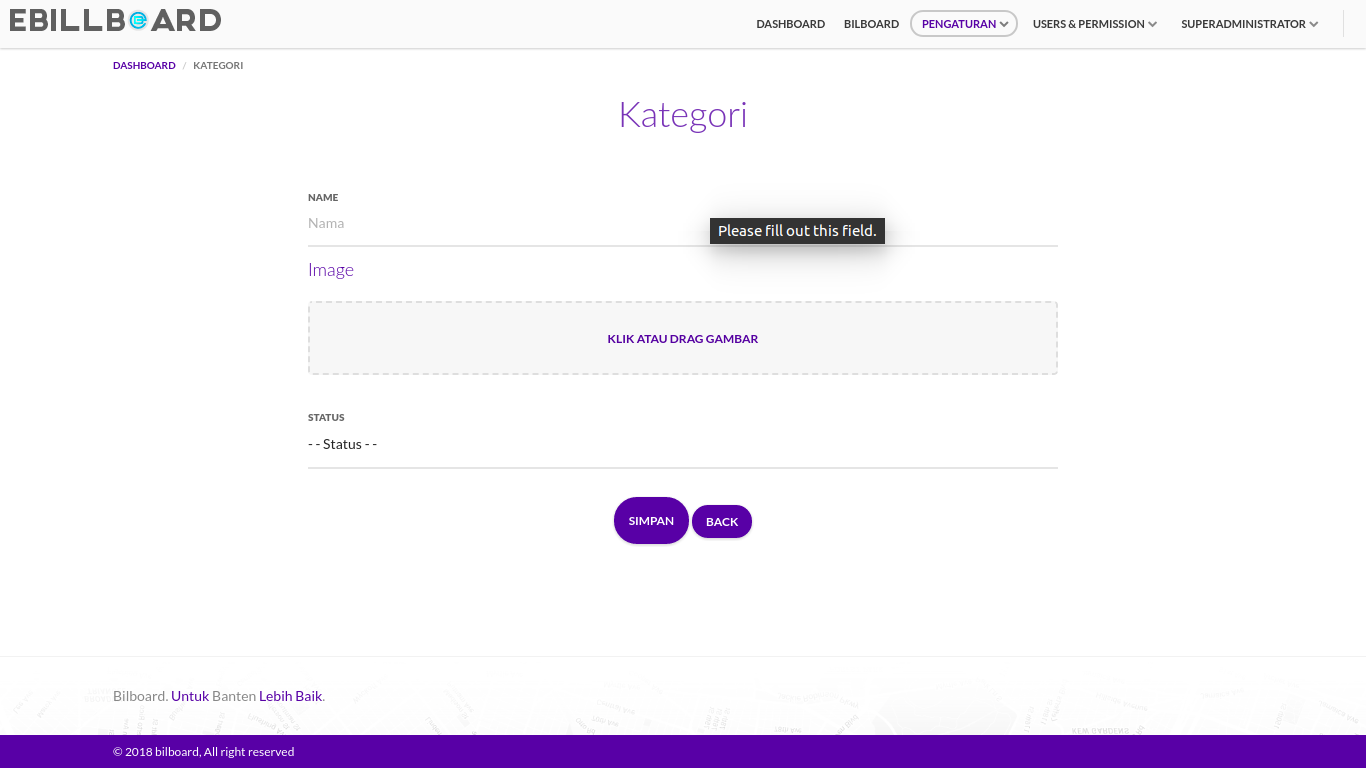 EBILLBOARD
DASHBOARD BILBOARD PENGATURAN USERS & PERMISSION SUPERADMINISTRATOR
DASHBOARD / KATEGORI
Kategori
NAME
Nama
Please fill out this field.
Image
KLIK ATAU DRAG GAMBAR
STATUS
- - Status - -
SIMPAN BACK
Bilboard. Untuk Banten Lebih Baik.
© 2018 bilboard, All right reserved